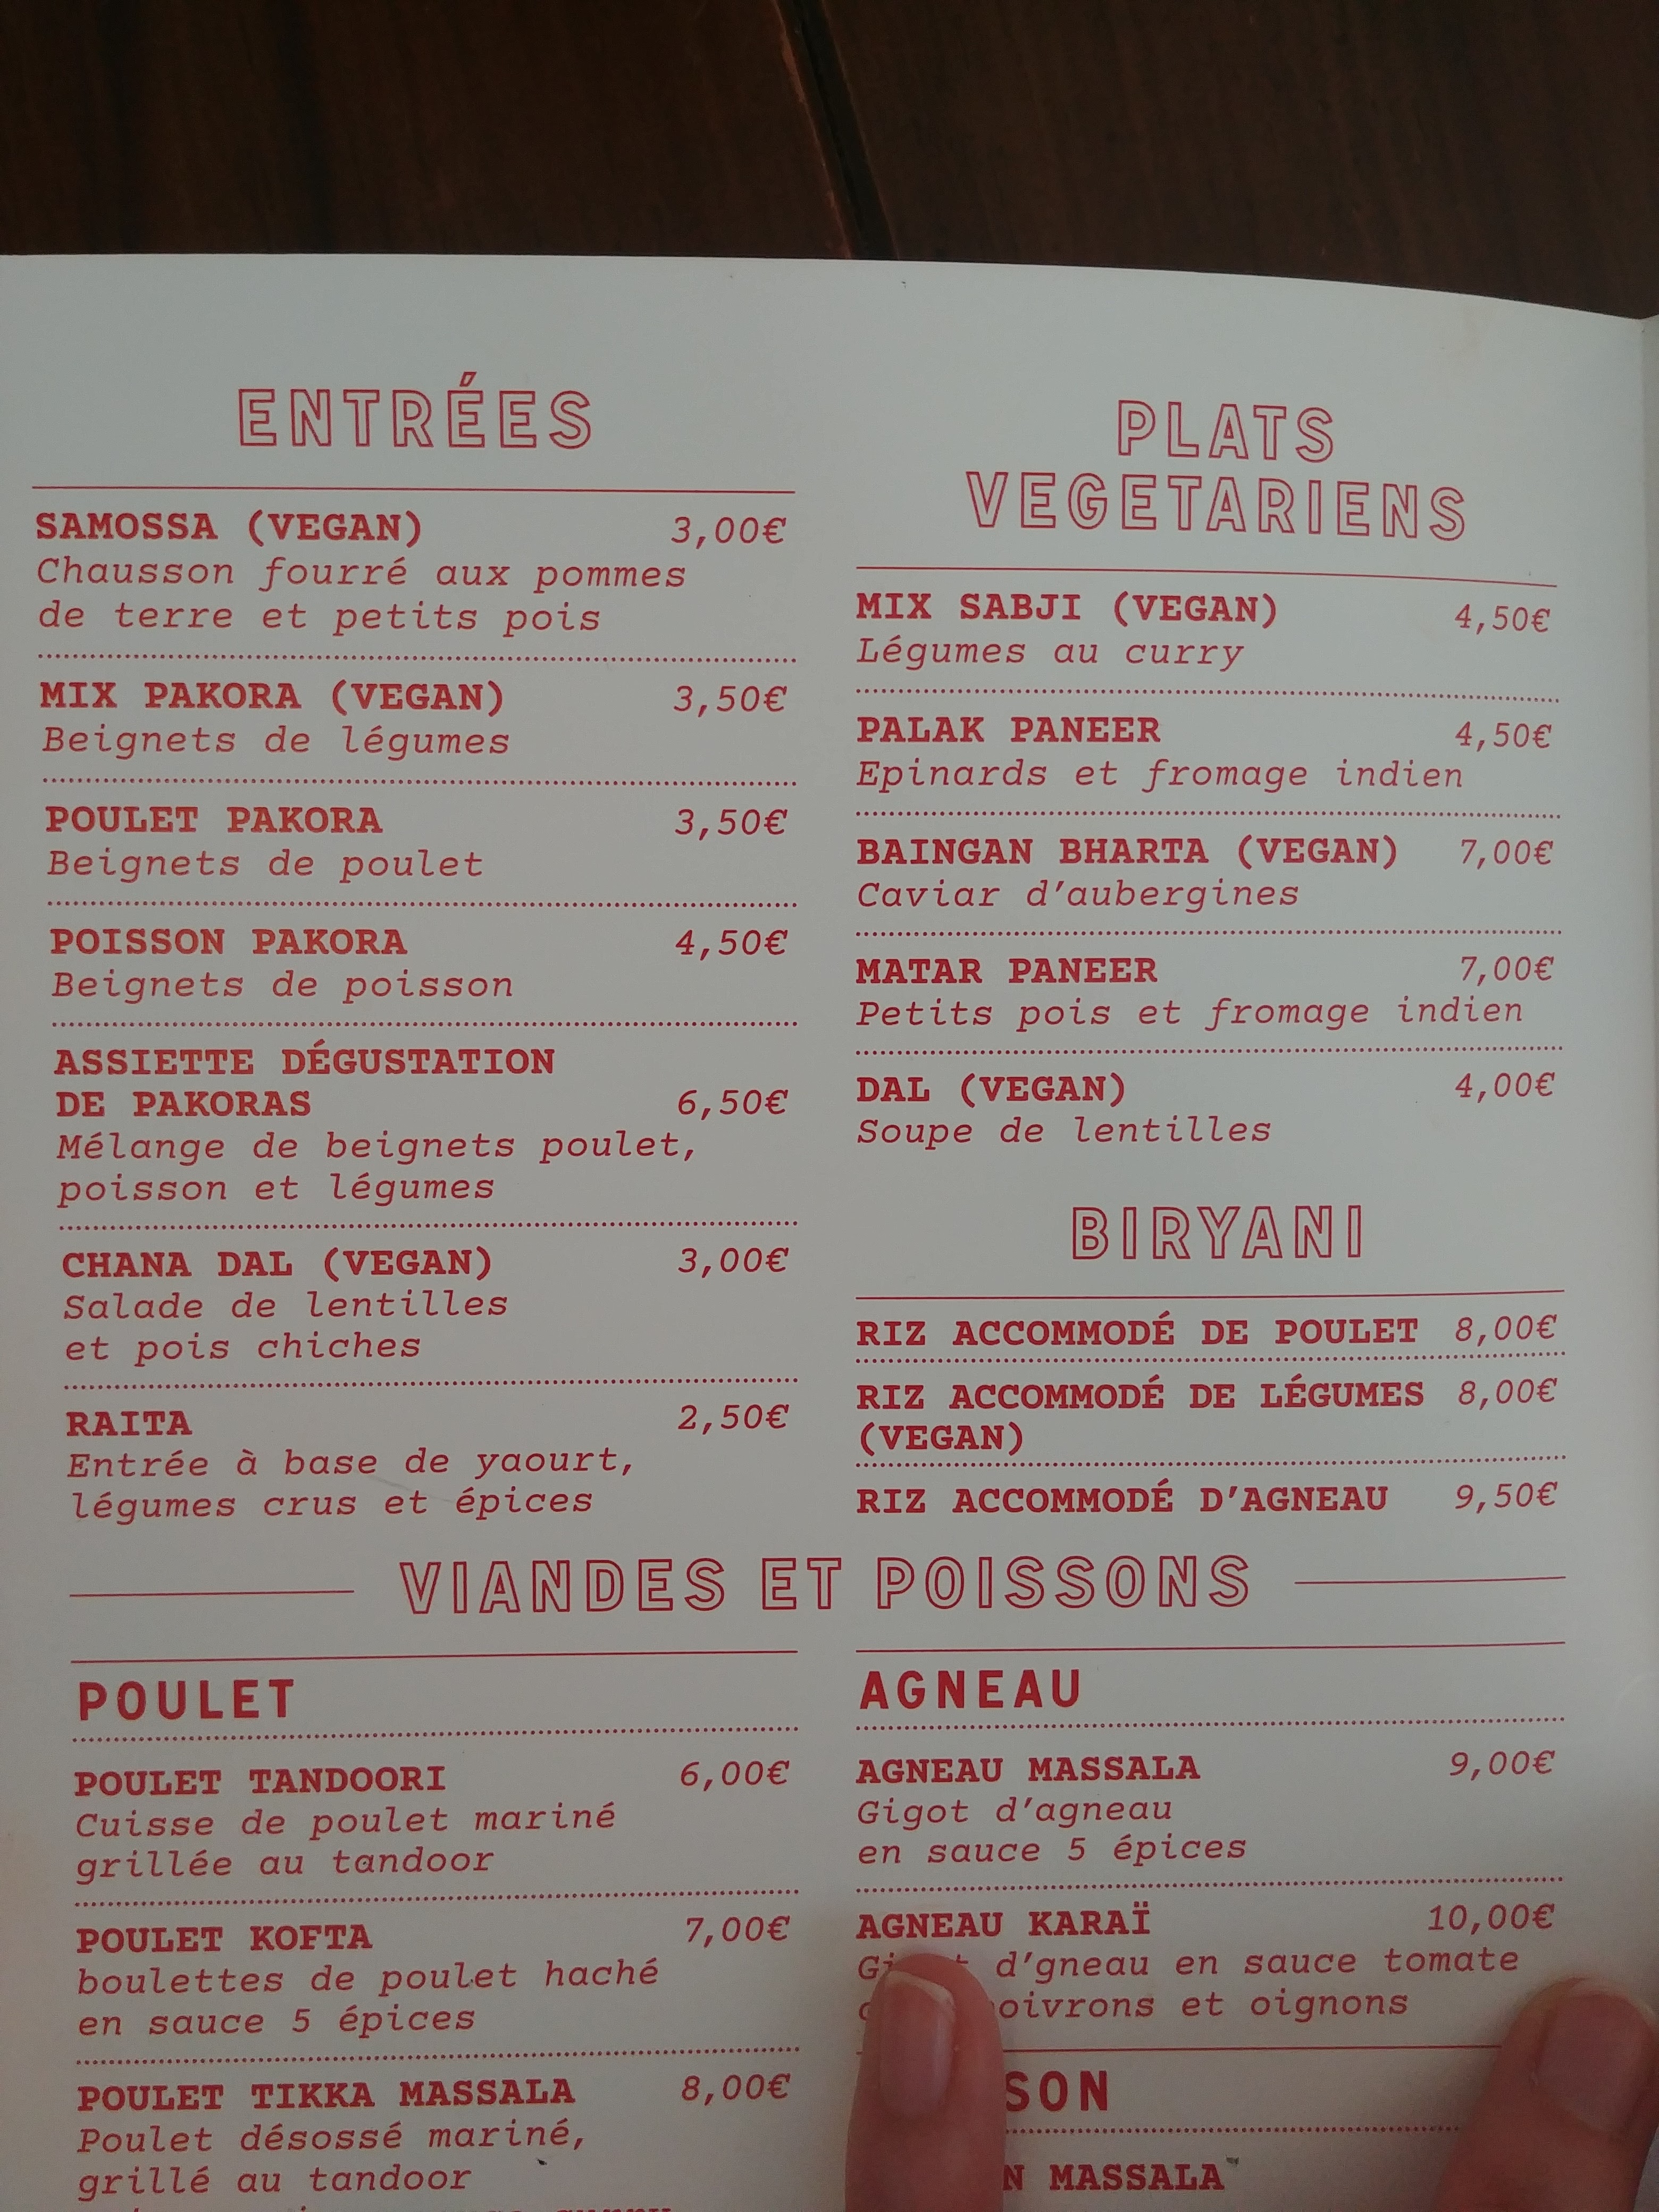 ENTRÉES
SAMOSSA (VEGAN) 3,00€
Chausson fourré aux pommes
de terre et petits pois
MIX PAKORA (VEGAN) 3,50€
Beignets de légumes
POULET PAKORA 3,50€
Beignets de poulet
POISSON PAKORA 4,50€
Beignets de poisson
ASSIETTE DÉGUSTATION
DE PAKORAS 6,50€
Mélange de beignets poulet,
poisson et légumes
CHANA DAL (VEGAN) 3,00€
Salade de lentilles
et pois chiches
RAITA 2,50€
Entrée à base de yaourt,
légumes crus et épices
PLATS
VEGETARIENS
MIX SABJI (VEGAN) 4,50€
Légumes au curry
PALAK PANEER 4,50€
Epinards et fromage indien
BAINGAN BHARTA (VEGAN) 7,00€
Caviar d'aubergines
MATAR PANEER 7,00€
Petits pois et fromage indien
DAL (VEGAN) 4,00€
Soupe de lentilles
BIRYANI
RIZ ACCOMMODÉ DE POULET 8,00€
RIZ ACCOMMODÉ DE LÉGUMES 8,00€
(VEGAN)
RIZ ACCOMMODÉ D'AGNEAU 9,50€
VIANDES ET POISSONS
POULET
POULET TANDOORI 6,00€
Cuisse de poulet mariné
grillée au tandoor
POULET KOFTA 7,00€
boulettes de poulet haché
en sauce 5 épices
POULET TIKKA MASSALA 8,00€
Poulet désossé mariné,
grillé au tandoor
AGNEAU
AGNEAU MASSALA 9,00€
Gigot d'agneau
en sauce 5 épices
AGNEAU KARAÏ 10,00€
d'gneau en sauce tomate
et oignons
MASSALA